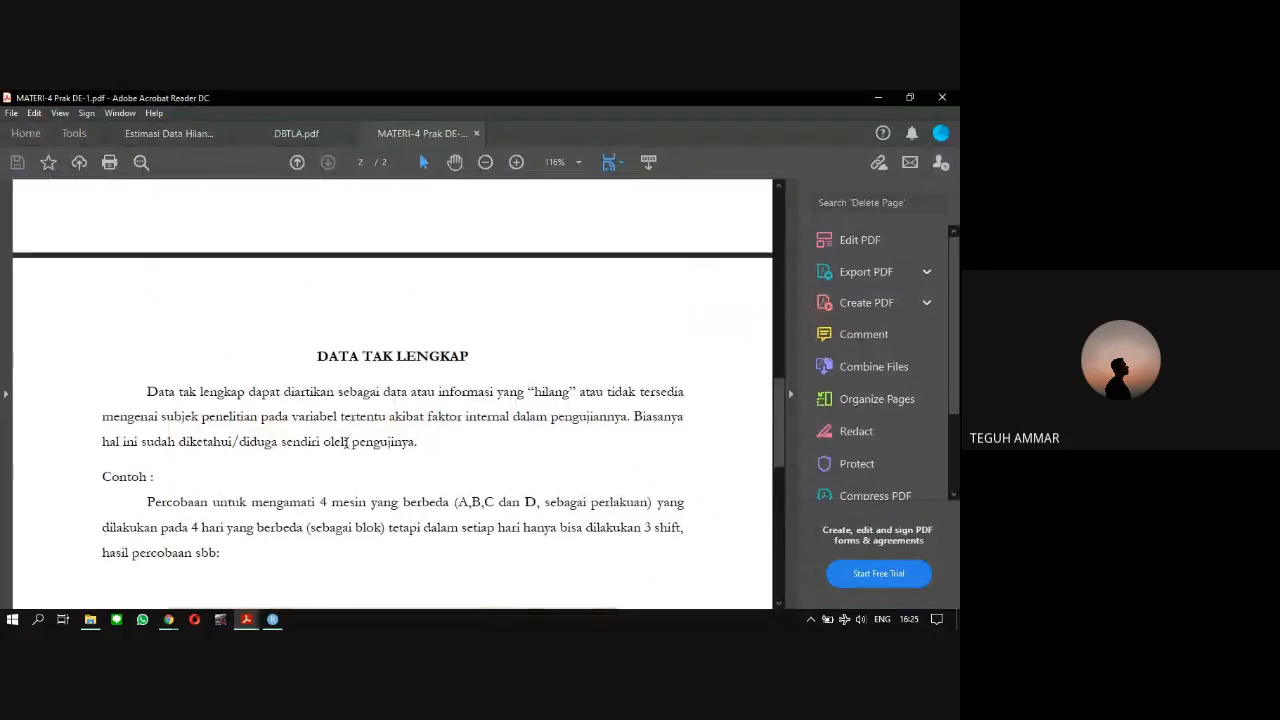 MATERI-4 Prak DE-1.pdf - Adobe Acrobat Reader DC
File Edit View Sign Window Help
Home Tools Estimasi Data Hilan... DBTLA.pdf MATERI-4 Prak DE-... ×
2 / 2 116%
Search 'Delete Page'
Edit PDF
Export PDF
Create PDF
Comment
Combine Files
Organize Pages
Redact
Protect
Compress PDF
Create, edit and sign PDF
forms & agreements
Start Free Trial
DATA TAK LENGKAP
Data tak lengkap dapat diartikan sebagai data atau informasi yang “hilang” atau tidak tersedia
mengenai subjek penelitian pada variabel tertentu akibat faktor internal dalam pengujiannya. Biasanya
hal ini sudah diketahui/diduga sendiri oleh pengujinya.
Contoh :
Percobaan untuk mengamati 4 mesin yang berbeda (A,B,C dan D, sebagai perlakuan) yang
dilakukan pada 4 hari yang berbeda (sebagai blok) tetapi dalam setiap hari hanya bisa dilakukan 3 shift,
hasil percobaan sbb:
ENG 16:25
TEGUH AMMAR